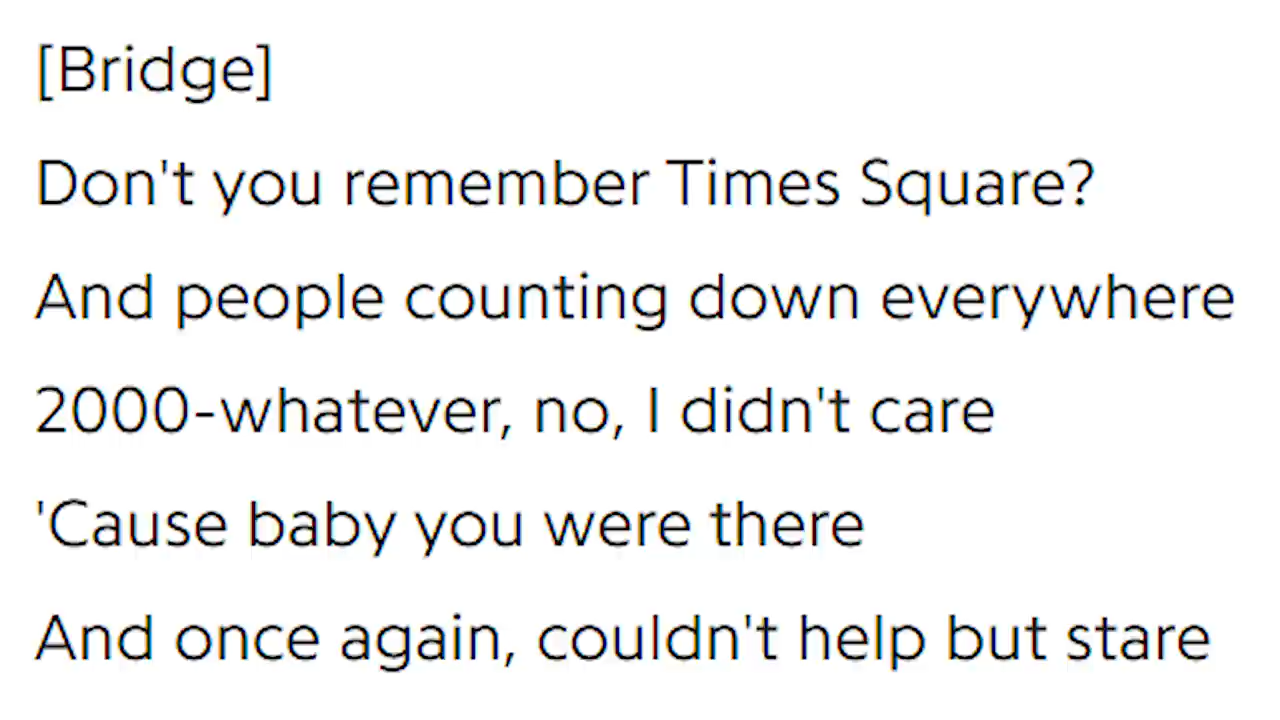 [Bridge]
Don't you remember Times Square?
And people counting down everywhere
2000-whatever, no, I didn't care
'Cause baby you were there
And once again, couldn't help but stare